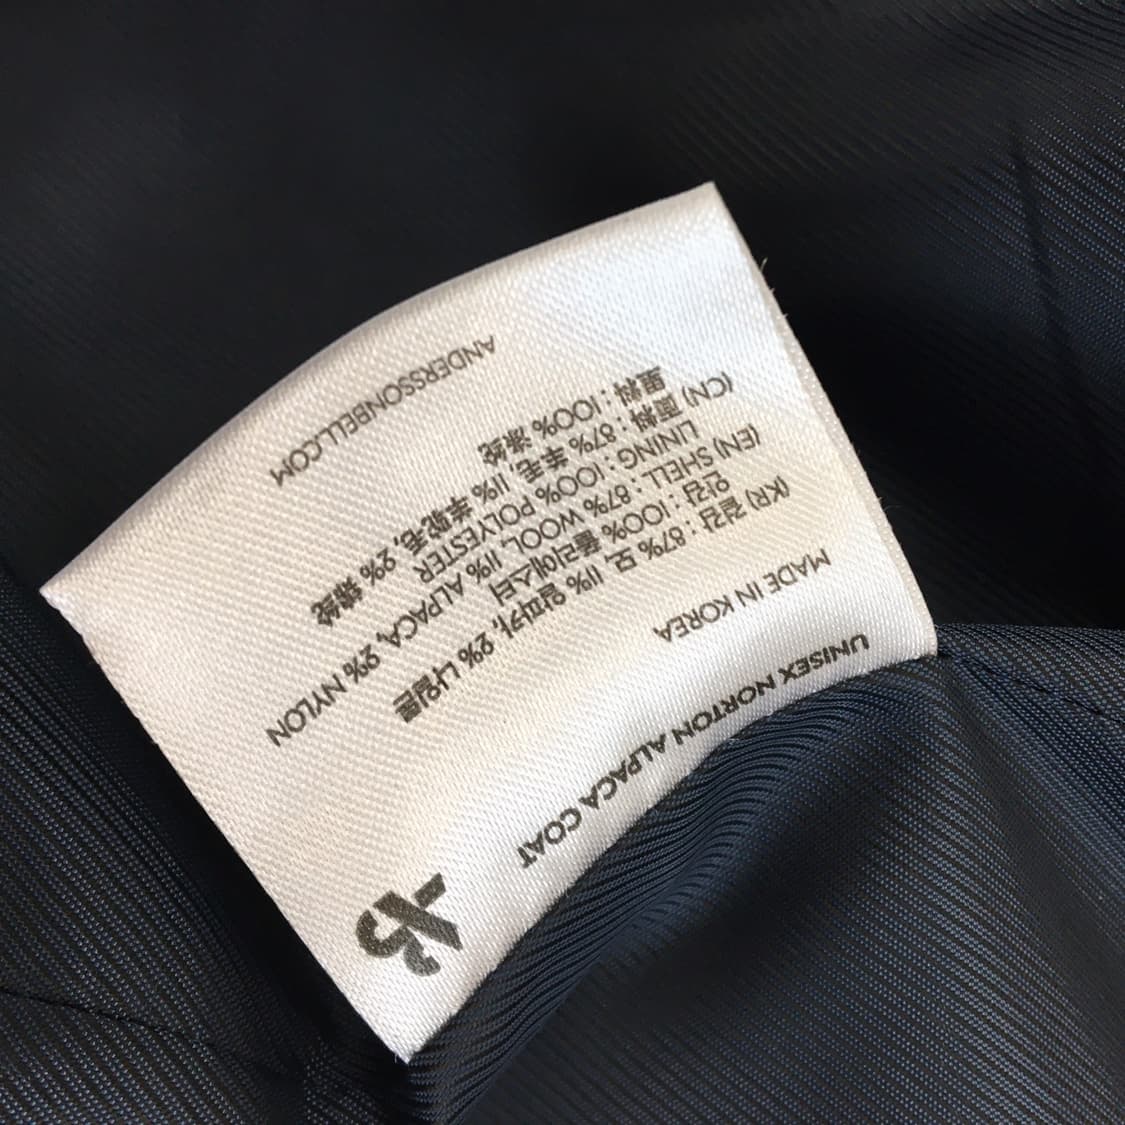 UNISEX NORTON ALPACA COAT
MADE IN KOREA
(KR) 겉감 : 87% 모, 11% 알파카, 2% 나일론
안감 : 100% 폴리에스터
(EN) SHELL : 87% WOOL 11% ALPACA, 2% NYLON
LINING : 100% POLYESTER
(CN) 面料 : 87% 羊毛, 11% 羊驼毛, 2% 锦纶
里料 : 100% 涤纶
ANDERSSONBELL.COM